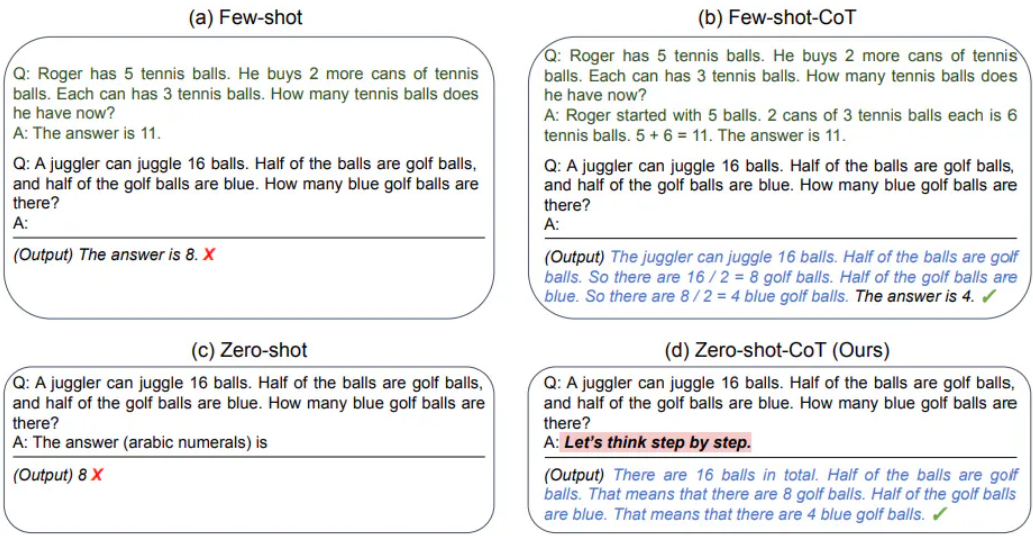 (a) Few-shot
Q: Roger has 5 tennis balls. He buys 2 more cans of tennis
balls. Each can has 3 tennis balls. How many tennis balls does
he have now?
A: The answer is 11.
Q: A juggler can juggle 16 balls. Half of the balls are golf balls,
and half of the golf balls are blue. How many blue golf balls are
there?
A:
(Output) The answer is 8. X
(b) Few-shot-CoT
Q: Roger has 5 tennis balls. He buys 2 more cans of tennis
balls. Each can has 3 tennis balls. How many tennis balls does
he have now?
A: Roger started with 5 balls. 2 cans of 3 tennis balls each is 6
tennis balls. 5 + 6 = 11. The answer is 11.
Q: A juggler can juggle 16 balls. Half of the balls are golf balls,
and half of the golf balls are blue. How many blue golf balls are
there?
A:
(Output) The juggler can juggle 16 balls. Half of the balls are golf
balls. So there are 16 / 2 = 8 golf balls. Half of the golf balls are
blue. So there are 8 / 2 = 4 blue golf balls. The answer is 4. ✓
(c) Zero-shot
Q: A juggler can juggle 16 balls. Half of the balls are golf balls,
and half of the golf balls are blue. How many blue golf balls are
there?
A: The answer (arabic numerals) is
(Output) 8 X
(d) Zero-shot-CoT (Ours)
Q: A juggler can juggle 16 balls. Half of the balls are golf balls,
and half of the golf balls are blue. How many blue golf balls are
there?
A: Let's think step by step.
(Output) There are 16 balls in total. Half of the balls are golf
balls. That means that there are 8 golf balls. Half of the golf balls
are blue. That means that there are 4 blue golf balls. ✓